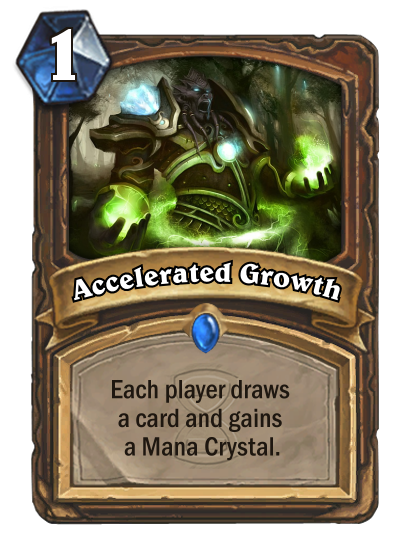 1
Accelerated Growth
Each player draws
a card and gains
a Mana Crystal.